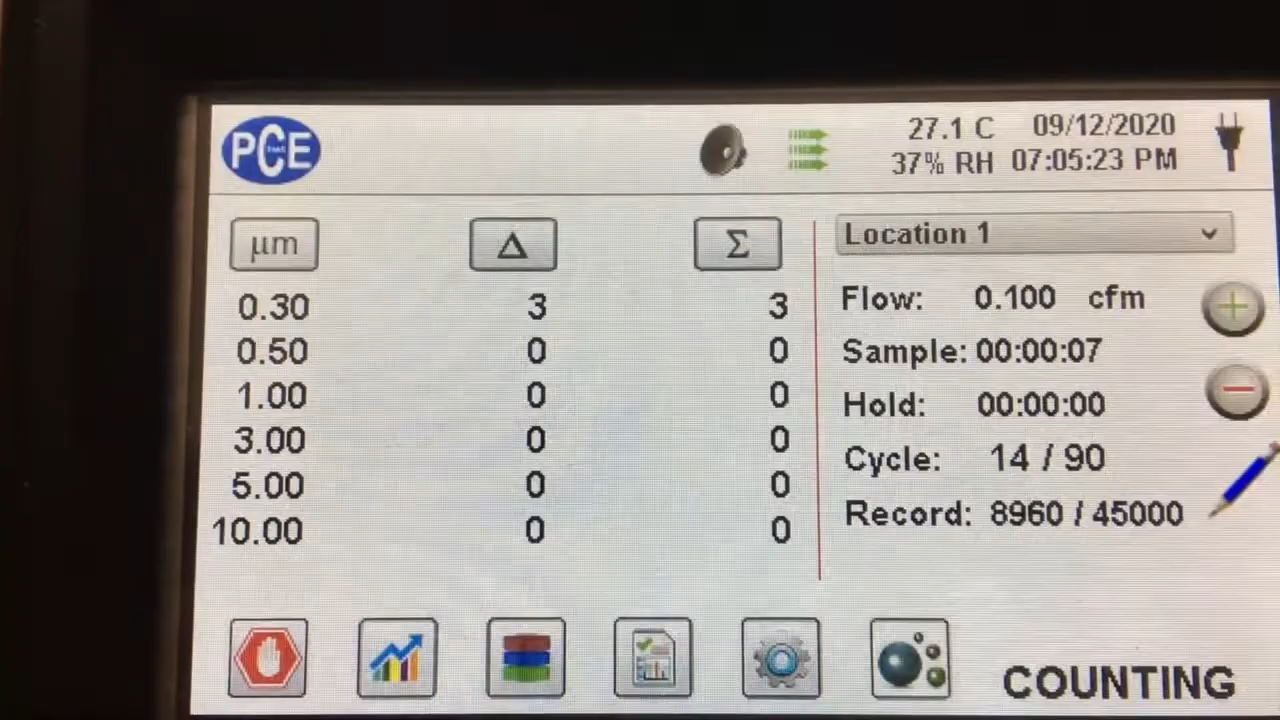 PCE
27.1 C 09/12/2020
37% RH 07:05:23 PM
µm Δ Σ
Location 1
0.30 3 3
Flow: 0.100 cfm
0.50 0 0
Sample: 00:00:07
1.00 0 0
Hold: 00:00:00
3.00 0 0
Cycle: 14 / 90
5.00 0 0
Record: 8960 / 45000
10.00 0 0
COUNTING